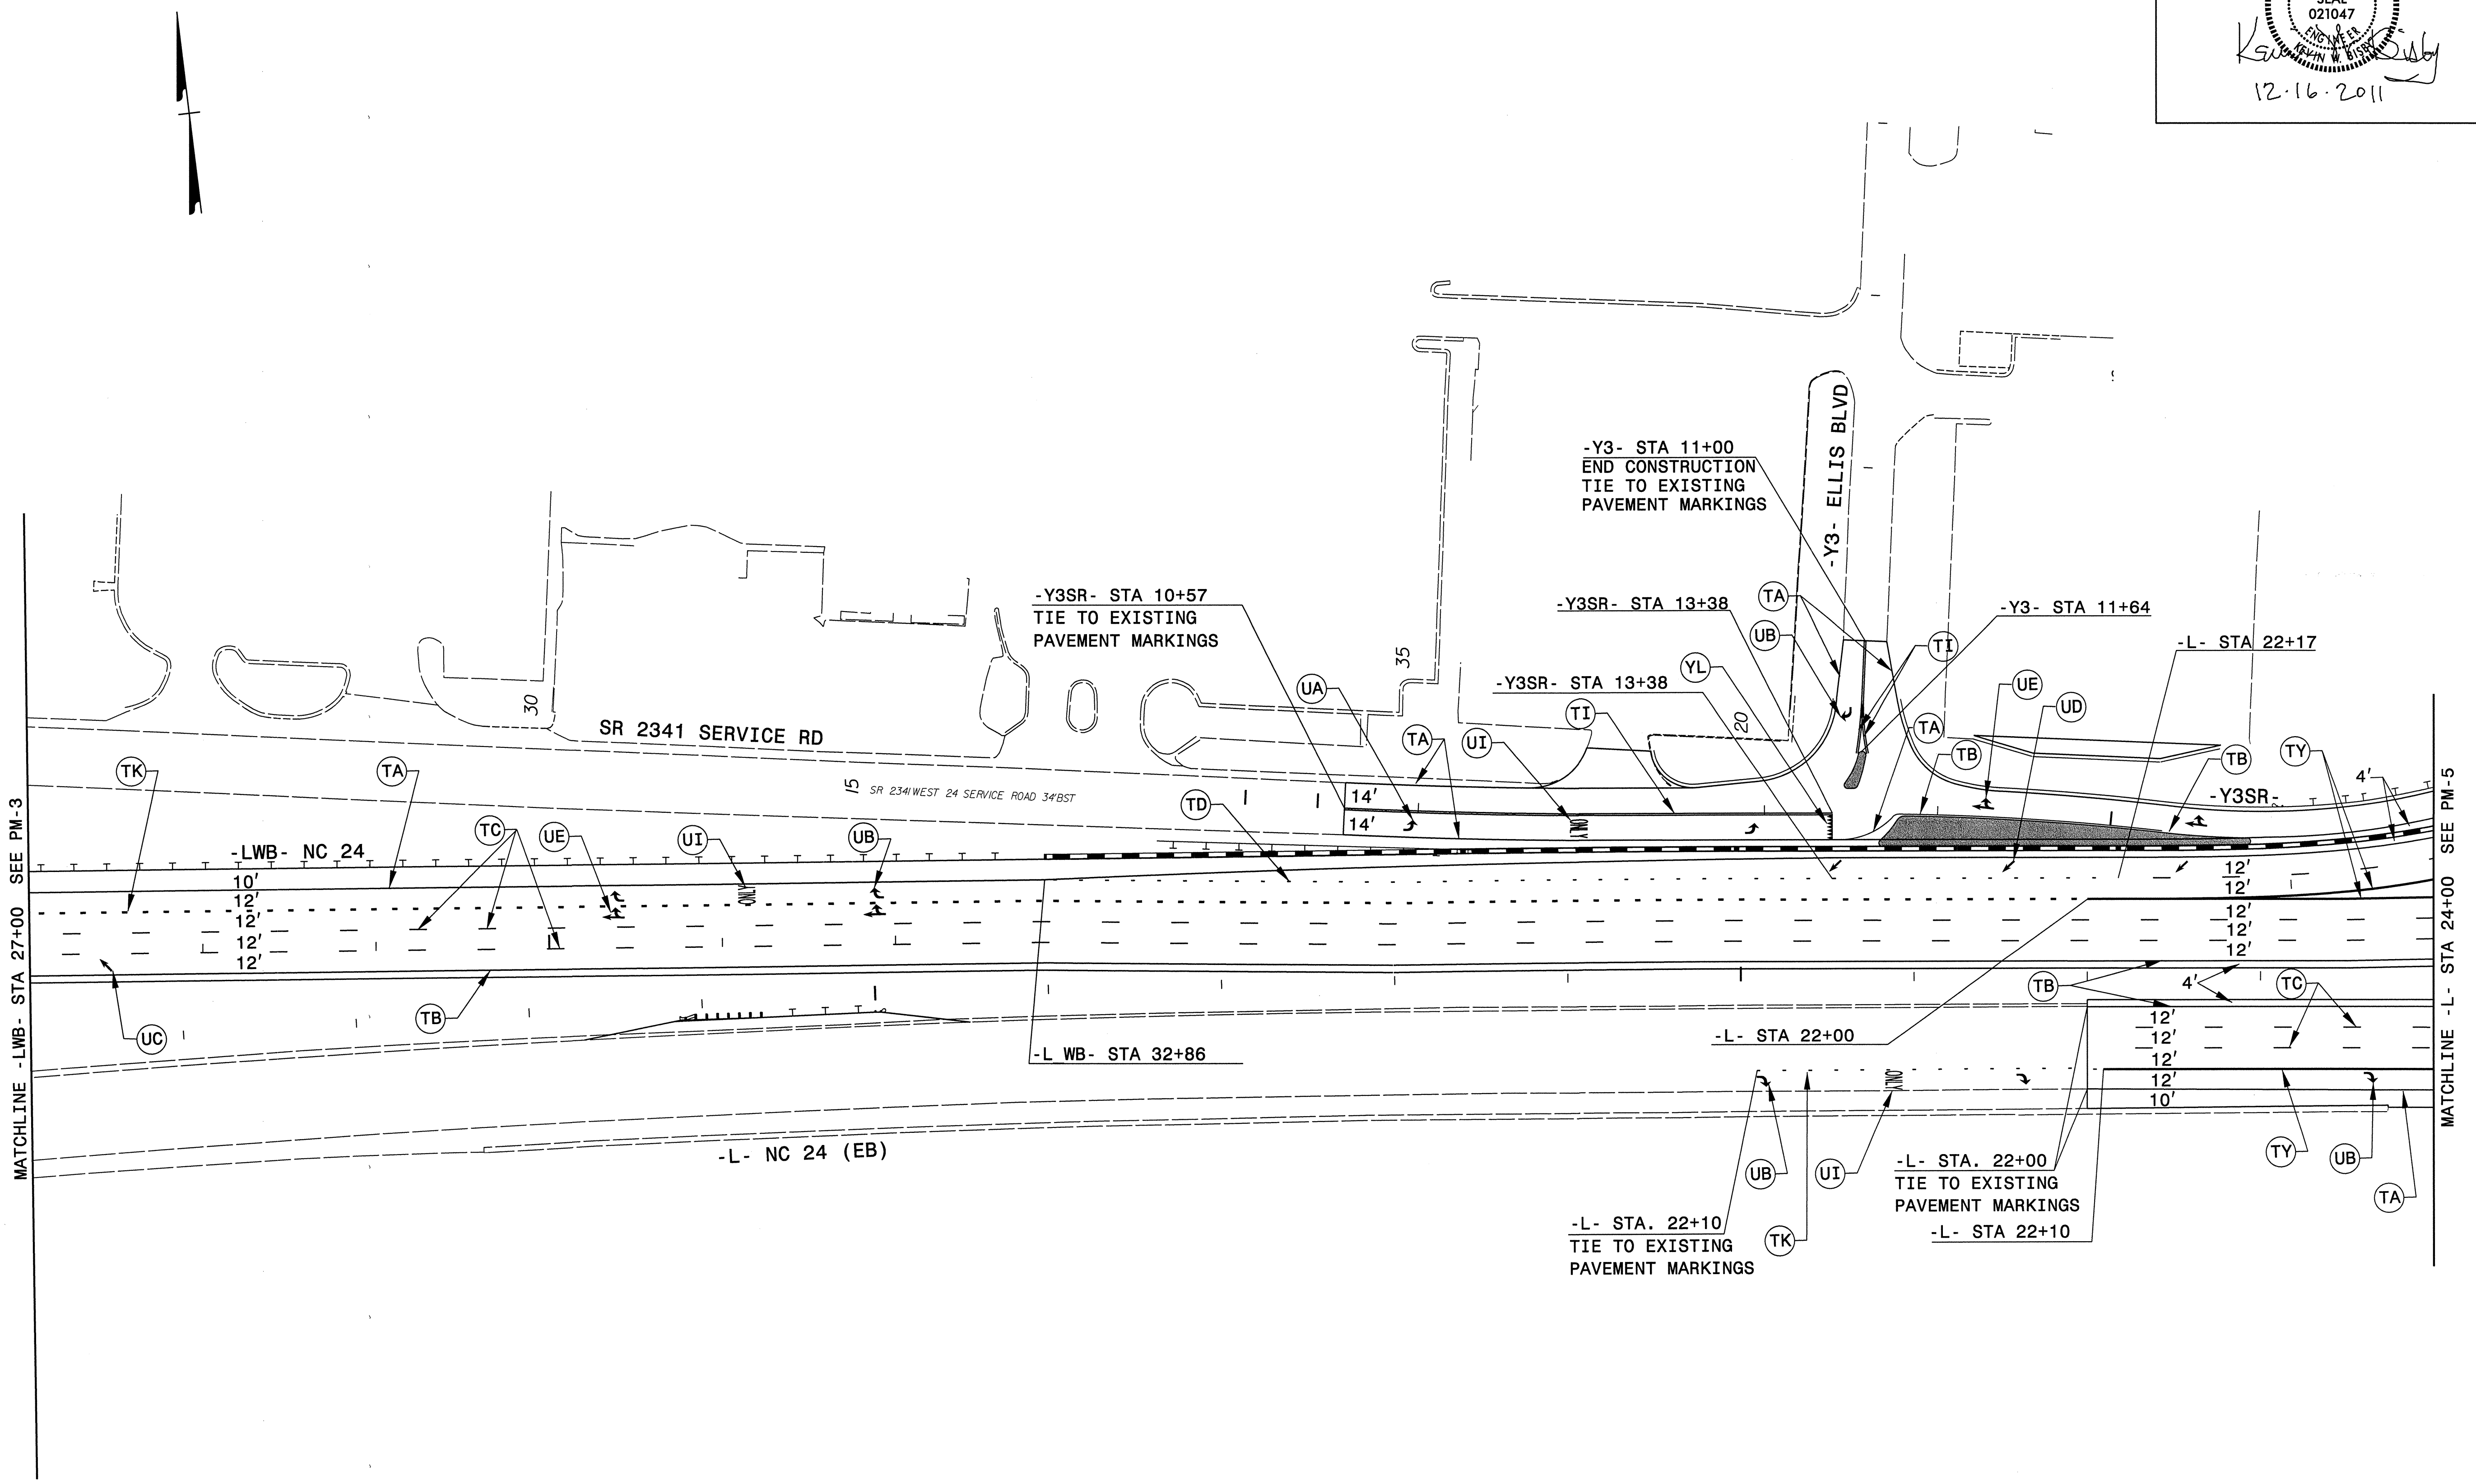 SEAL
021047
ENGINEER
KEVIN W. BISBY
12.16.2011
-Y3- STA 11+00
END CONSTRUCTION
TIE TO EXISTING
PAVEMENT MARKINGS
-Y3- ELLIS BLVD
-Y3SR- STA 10+57
TIE TO EXISTING
PAVEMENT MARKINGS
-Y3SR- STA 13+38
TA
UB
-Y3- STA 11+64
TI
-L- STA 22+17
35
YL
-Y3SR- STA 13+38
UA
UE
UD
30
SR 2341 SERVICE RD
TI
20
TA
UI
TA
TB
TB
TY
4'
TK
TA
15
SR 2341 WEST 24 SERVICE ROAD 34' BST
TD
14'
14'
ONLY
-Y3SR-
TC
UE
UI
UB
-LWB- NC 24
10'
12'
12'
12'
12'
ONLY
12'
12'
12'
12'
12'
MATCHLINE -LWB- STA 27+00 SEE PM-3
MATCHLINE -L- STA 24+00 SEE PM-5
UC
TB
TB
4'
TC
-L WB- STA 32+86
-L- STA 22+00
12'
12'
12'
12'
10'
ONLY
-L- NC 24 (EB)
UB
UI
-L- STA. 22+00
TIE TO EXISTING
PAVEMENT MARKINGS
TY
UB
TA
-L- STA. 22+10
TIE TO EXISTING
PAVEMENT MARKINGS
TK
-L- STA 22+10